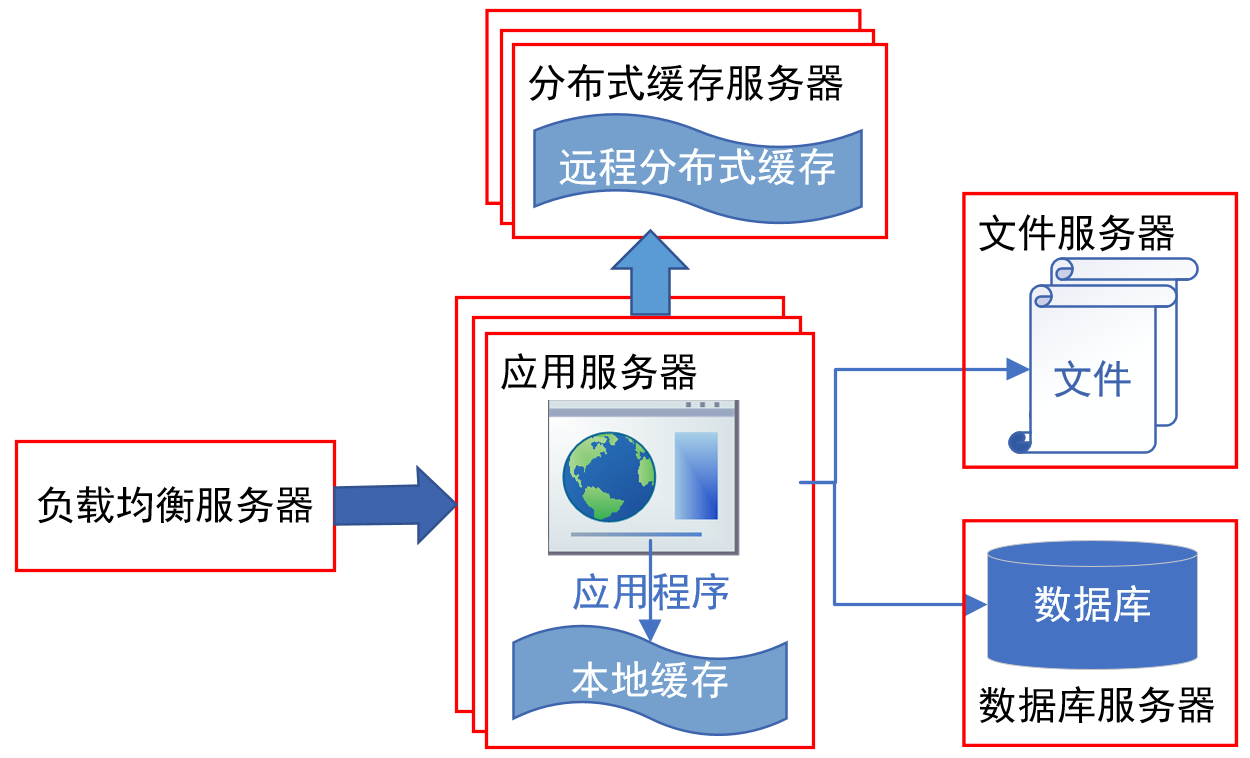 分布式缓存服务器
远程分布式缓存
文件服务器
文件
应用服务器
负载均衡服务器
应用程序
本地缓存
数据库
数据库服务器